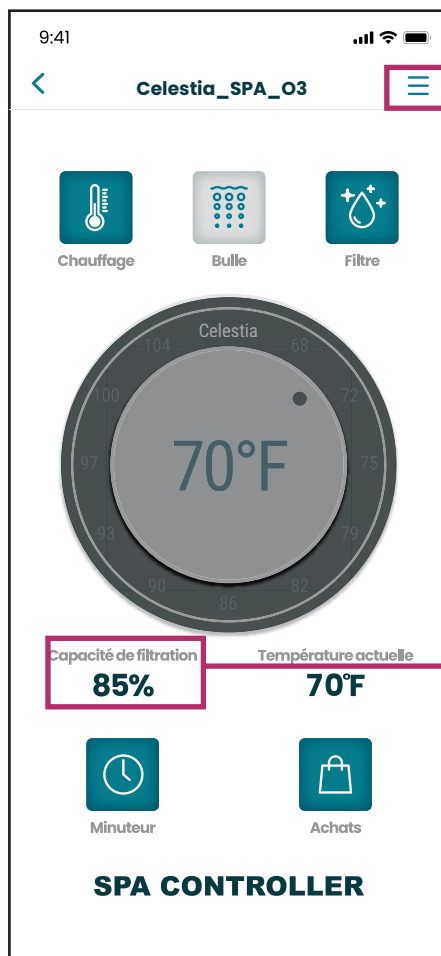 9:41
Celestia_SPA_O3
Chauffage Bulle Filtre
Celestia
104 68
100 72
97 75
93 79
90 82
86
70°F
Capacité de filtration Température actuelle
85% 70°F
Minuteur Achats
SPA CONTROLLER